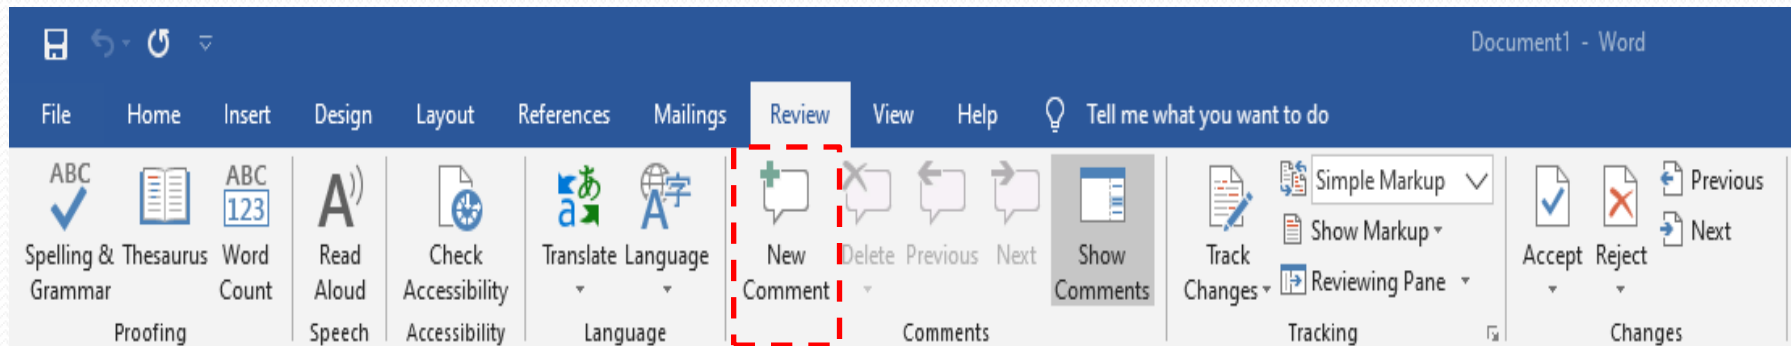 Document1 - Word
File Home Insert Design Layout References Mailings Review View Help Tell me what you want to do
ABC ABC 123 A あ a 字 A Simple Markup Previous
Show Markup Next
Spelling & Thesaurus Word Read Check Translate Language New Delete Previous Next Show Track Accept Reject
Grammar Count Aloud Accessibility Comment Comments Changes Reviewing Pane
Proofing Speech Accessibility Language Comments Tracking Changes